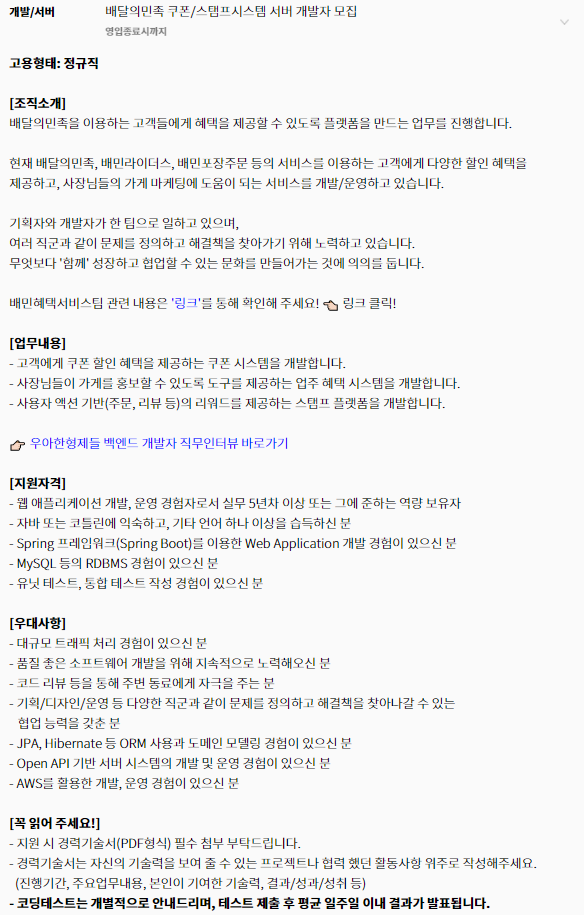 개발/서버 배달의민족 쿠폰/스탬프시스템 서버 개발자 모집
영입종료시까지
고용형태: 정규직
[조직소개]
배달의민족을 이용하는 고객들에게 혜택을 제공할 수 있도록 플랫폼을 만드는 업무를 진행합니다.
현재 배달의민족, 배민라이더스, 배민포장주문 등의 서비스를 이용하는 고객에게 다양한 할인 혜택을
제공하고, 사장님들의 가게 마케팅에 도움이 되는 서비스를 개발/운영하고 있습니다.
기획자와 개발자가 한 팀으로 일하고 있으며,
여러 직군과 같이 문제를 정의하고 해결책을 찾아가기 위해 노력하고 있습니다.
무엇보다 '함께' 성장하고 협업할 수 있는 문화를 만들어가는 것에 의의를 둡니다.
배민혜택서비스팀 관련 내용은 '링크'를 통해 확인해 주세요! 👈 링크 클릭!
[업무내용]
- 고객에게 쿠폰 할인 혜택을 제공하는 쿠폰 시스템을 개발합니다.
- 사장님들이 가게를 홍보할 수 있도록 도구를 제공하는 업주 혜택 시스템을 개발합니다.
- 사용자 액션 기반(주문, 리뷰 등)의 리워드를 제공하는 스탬프 플랫폼을 개발합니다.
👉 우아한형제들 백엔드 개발자 직무인터뷰 바로가기
[지원자격]
- 웹 애플리케이션 개발, 운영 경험자로서 실무 5년차 이상 또는 그에 준하는 역량 보유자
- 자바 또는 코틀린에 익숙하고, 기타 언어 하나 이상을 습득하신 분
- Spring 프레임워크(Spring Boot)를 이용한 Web Application 개발 경험이 있으신 분
- MySQL 등의 RDBMS 경험이 있으신 분
- 유닛 테스트, 통합 테스트 작성 경험이 있으신 분
[우대사항]
- 대규모 트래픽 처리 경험이 있으신 분
- 품질 좋은 소프트웨어 개발을 위해 지속적으로 노력해오신 분
- 코드 리뷰 등을 통해 주변 동료에게 자극을 주는 분
- 기획/디자인/운영 등 다양한 직군과 같이 문제를 정의하고 해결책을 찾아나갈 수 있는
협업 능력을 갖춘 분
- JPA, Hibernate 등 ORM 사용과 도메인 모델링 경험이 있으신 분
- Open API 기반 서버 시스템의 개발 및 운영 경험이 있으신 분
- AWS를 활용한 개발, 운영 경험이 있으신 분
[꼭 읽어 주세요!]
- 지원 시 경력기술서(PDF형식) 필수 첨부 부탁드립니다.
- 경력기술서는 자신의 기술력을 보여 줄 수 있는 프로젝트나 협력 했던 활동사항 위주로 작성해주세요.
(진행기간, 주요업무내용, 본인이 기여한 기술력, 결과/성과/성취 등)
- 코딩테스트는 개별적으로 안내드리며, 테스트 제출 후 평균 일주일 이내 결과가 발표됩니다.